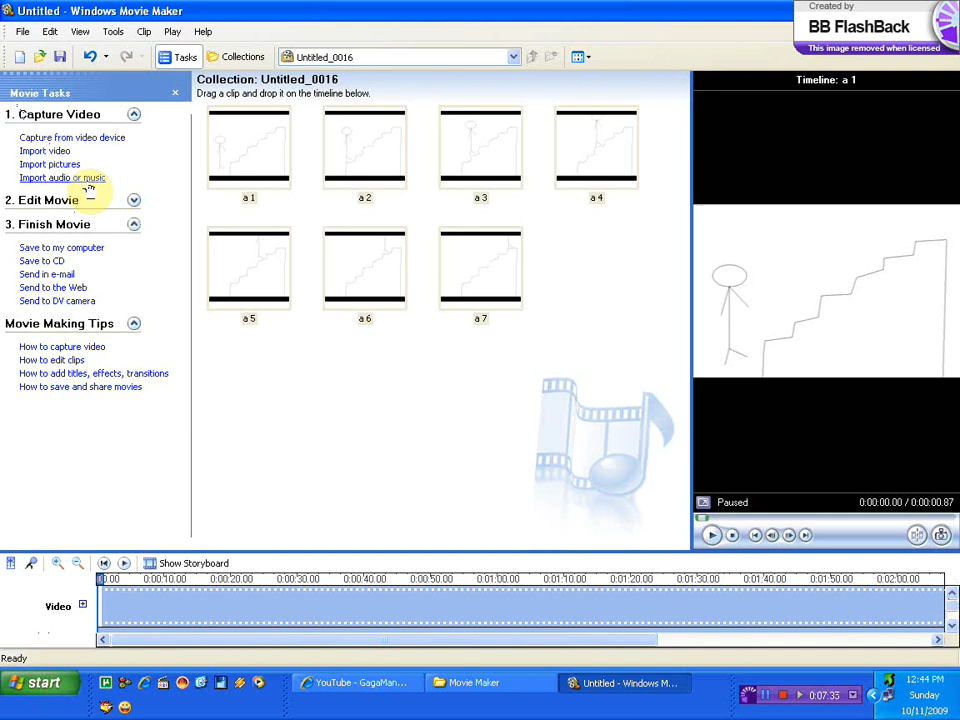 Untitled - Windows Movie Maker
Created by
BB FlashBack
This image removed when licensed
File Edit View Tools Clip Play Help
Tasks Collections Untitled_0016
Movie Tasks
1. Capture Video
Capture from video device
Import video
Import pictures
Import audio or music
2. Edit Movie
3. Finish Movie
Save to my computer
Save to CD
Send in e-mail
Send to the Web
Send to DV camera
Movie Making Tips
How to capture video
How to edit clips
How to add titles, effects, transitions
How to save and share movies
Collection: Untitled_0016
Drag a clip and drop it on the timeline below.
a 1 a 2 a 3 a 4
a 5 a 6 a 7
Timeline: a 1
Paused 0:00:00.00 / 0:00:00.87
Show Storyboard
0.00 0:00:10.00 0:00:20.00 0:00:30.00 0:00:40.00 0:00:50.00 0:01:00.00 0:01:10.00 0:01:20.00 0:01:30.00 0:01:40.00 0:01:50.00 0:02:00.00
Video
Ready
start YouTube - GagaMan... Movie Maker Untitled - Windows M... 0:07:35
12:44 PM
Sunday
10/11/2009